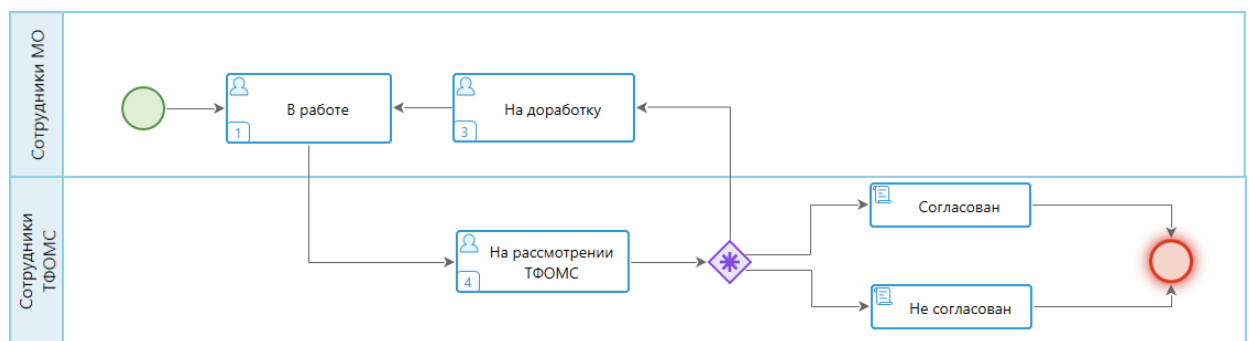 Сотрудники МО
В работе
1
На доработку
3
Сотрудники
ТФОМС
На рассмотрении
ТФОМС
4
Согласован
Не согласован